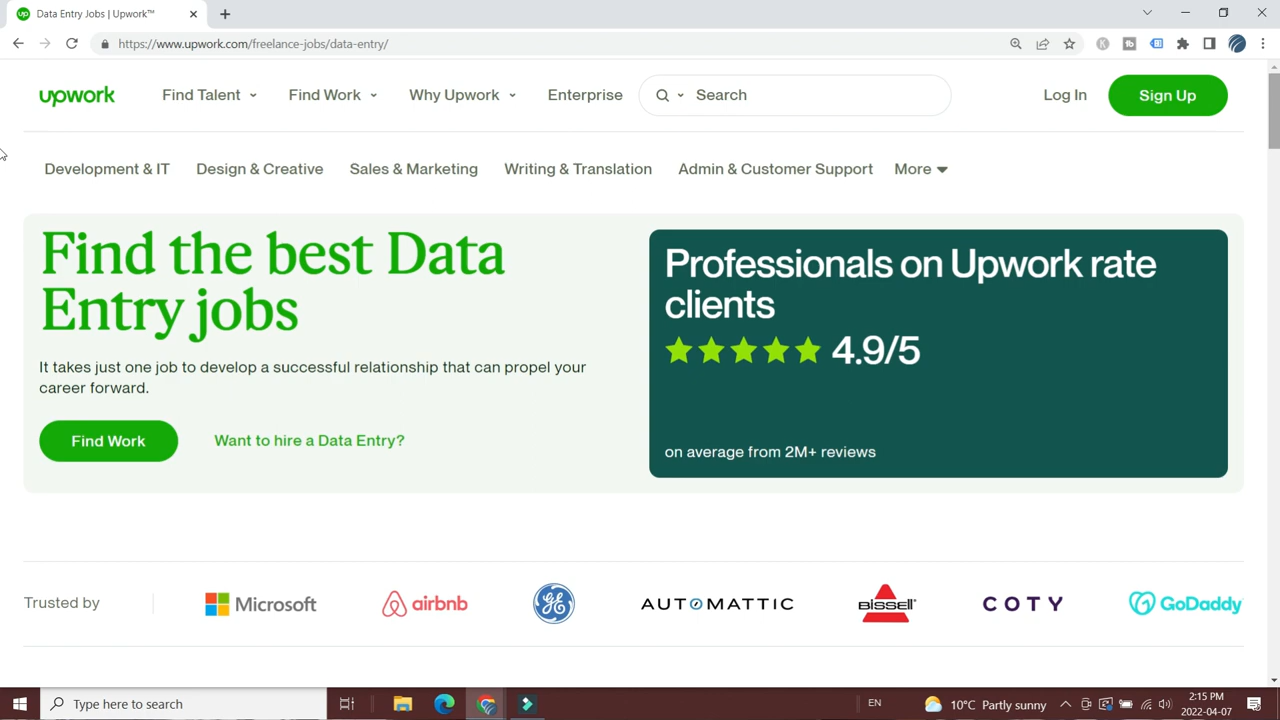 Data Entry Jobs | Upwork™
https://www.upwork.com/freelance-jobs/data-entry/
upwork
Find Talent
Find Work
Why Upwork
Enterprise
Search
Log In
Sign Up
Development & IT
Design & Creative
Sales & Marketing
Writing & Translation
Admin & Customer Support
More
Find the best Data
Entry jobs
It takes just one job to develop a successful relationship that can propel your
career forward.
Find Work
Want to hire a Data Entry?
Professionals on Upwork rate
clients
4.9/5
on average from 2M+ reviews
Trusted by
Microsoft
airbnb
GE
AUTOMATTIC
BISSELL
COTY
GoDaddy
Type here to search
EN
10°C Partly sunny
2:15 PM
2022-04-07